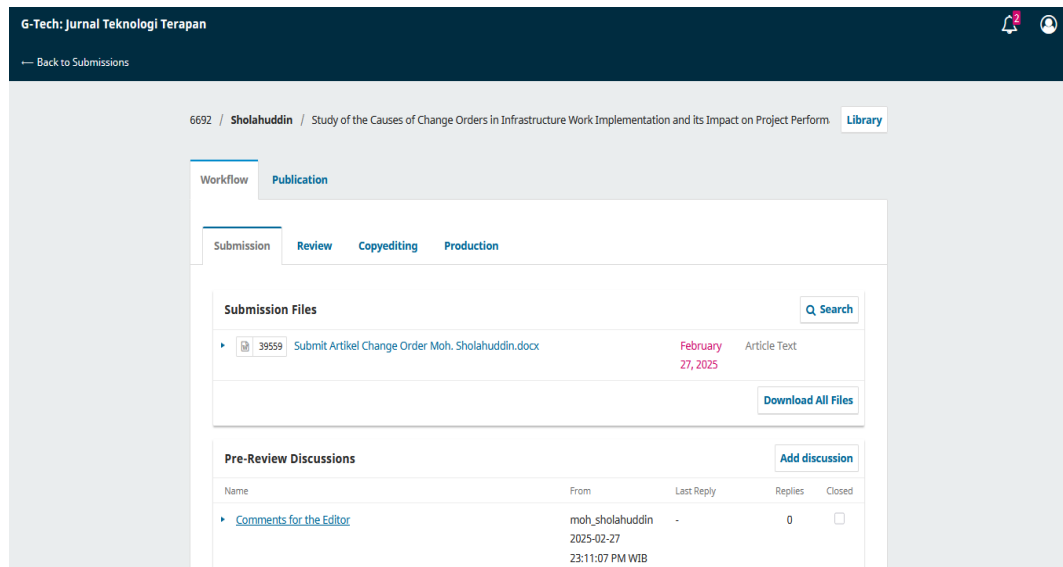 G-Tech: Jurnal Teknologi Terapan
2
← Back to Submissions
6692 / Sholahuddin / Study of the Causes of Change Orders in Infrastructure Work Implementation and its Impact on Project Perform
Library
Workflow Publication
Submission Review Copyediting Production
Submission Files
Search
39559 Submit Artikel Change Order Moh. Sholahuddin.docx February Article Text
27, 2025
Download All Files
Pre-Review Discussions
Add discussion
Name From Last Reply Replies Closed
Comments for the Editor moh_sholahuddin - 0
2025-02-27
23:11:07 PM WIB